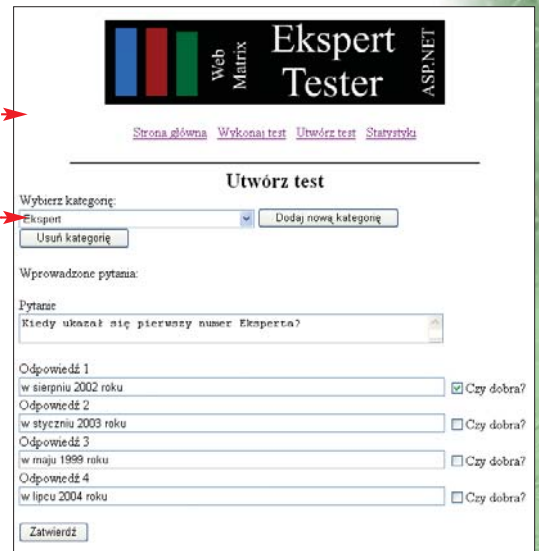 Web Matrix
Ekspert
Tester
ASP.NET
Strona główna Wykonaj test Utwórz test Statystyki
Utwórz test
Wybierz kategorię:
Ekspert Dodaj nową kategorię
Usuń kategorię
Wprowadzone pytania:
Pytanie
Kiedy ukazał się pierwszy numer Eksperta?
Odpowiedź 1
w sierpniu 2002 roku Czy dobra?
Odpowiedź 2
w styczniu 2003 roku Czy dobra?
Odpowiedź 3
w maju 1999 roku Czy dobra?
Odpowiedź 4
w lipcu 2004 roku Czy dobra?
Zatwierdź